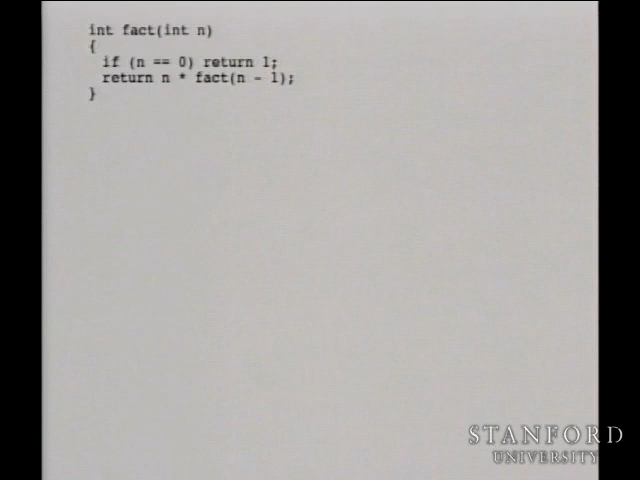 int fact(int n)
{
  if (n == 0) return 1;
  return n * fact(n - 1);
}
STANFORD
UNIVERSITY